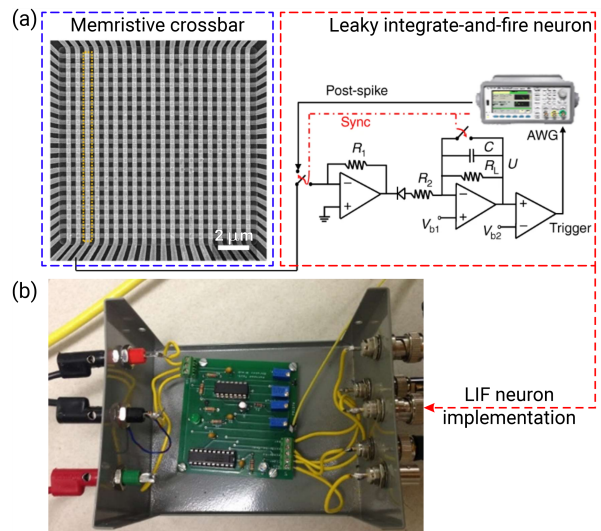 (a)
Memristive crossbar
Leaky integrate-and-fire neuron
2 μm
Post-spike
Sync
AWG
R1
C
RL
U
R2
Vb1
Vb2
Trigger
(b)
LIF neuron
implementation